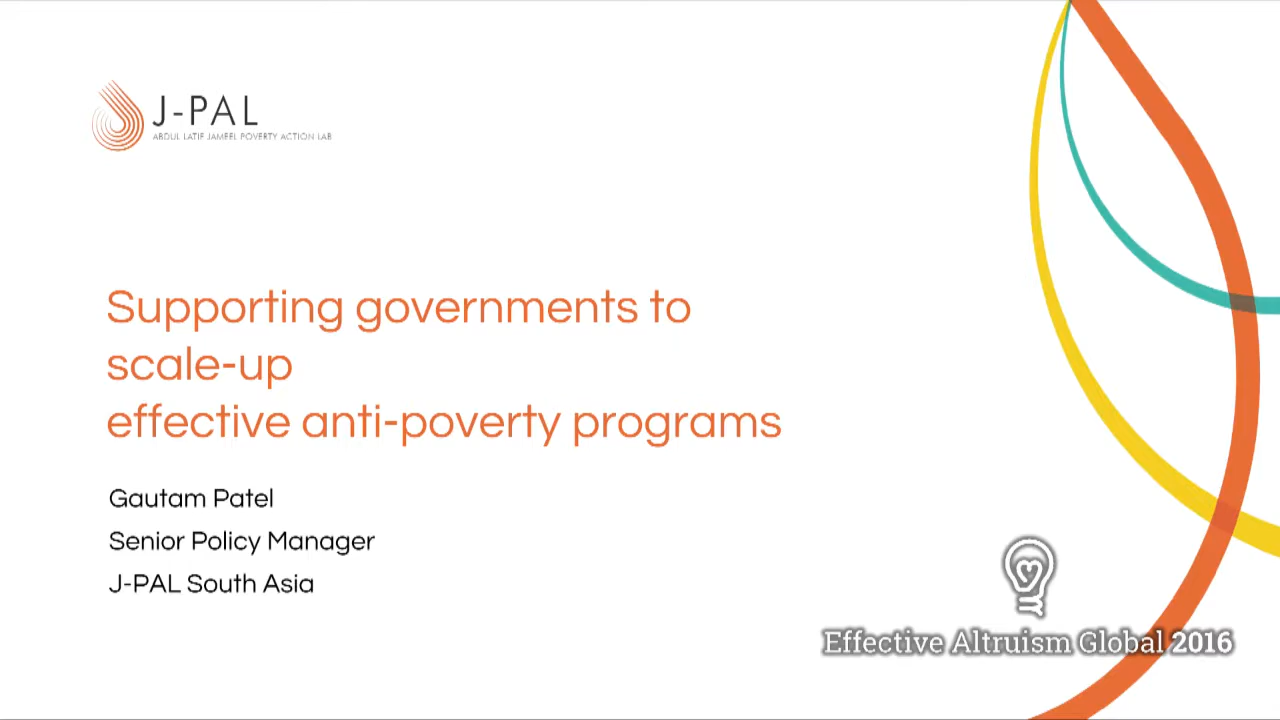 J-PAL
ABDUL LATIF JAMEEL POVERTY ACTION LAB
Supporting governments to
scale-up
effective anti-poverty programs
Gautam Patel
Senior Policy Manager
J-PAL South Asia
Effective Altruism Global 2016